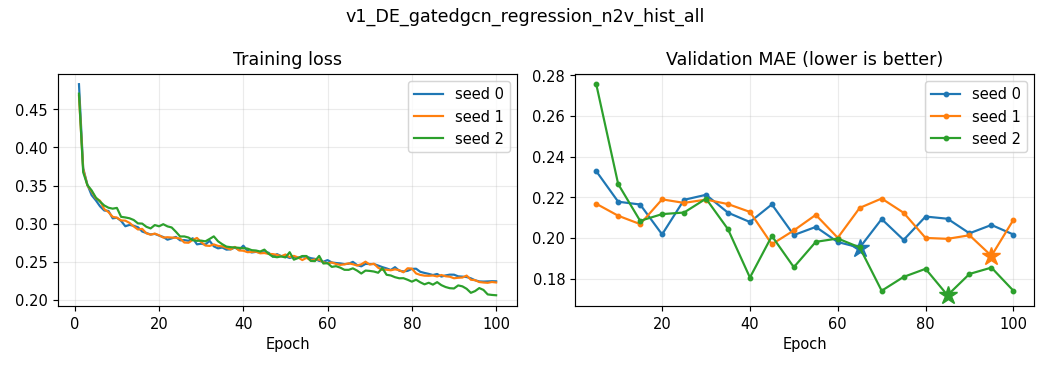 v1_DE_gatedgcn_regression_n2v_hist_all
Training loss
seed 0
seed 1
seed 2
0.45
0.40
0.35
0.30
0.25
0.20
0
20
40
60
80
100
Epoch
Validation MAE (lower is better)
seed 0
seed 1
seed 2
0.28
0.26
0.24
0.22
0.20
0.18
20
40
60
80
100
Epoch